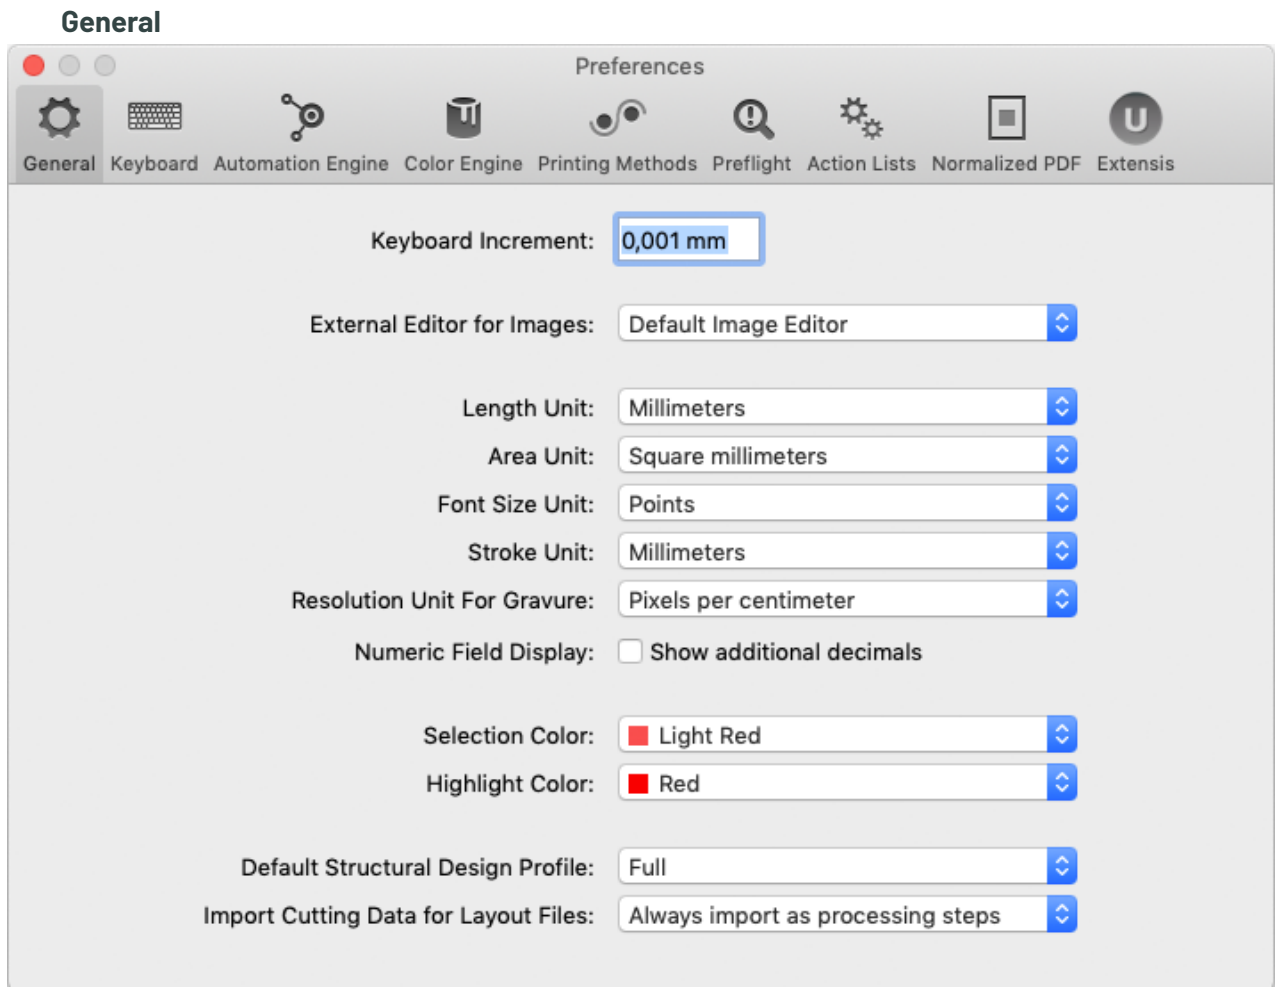 General
Preferences
General Keyboard Automation Engine Color Engine Printing Methods Preflight Action Lists Normalized PDF Extensis
Keyboard Increment: 0,001 mm
External Editor for Images: Default Image Editor
Length Unit: Millimeters
Area Unit: Square millimeters
Font Size Unit: Points
Stroke Unit: Millimeters
Resolution Unit For Gravure: Pixels per centimeter
Numeric Field Display: Show additional decimals
Selection Color: Light Red
Highlight Color: Red
Default Structural Design Profile: Full
Import Cutting Data for Layout Files: Always import as processing steps